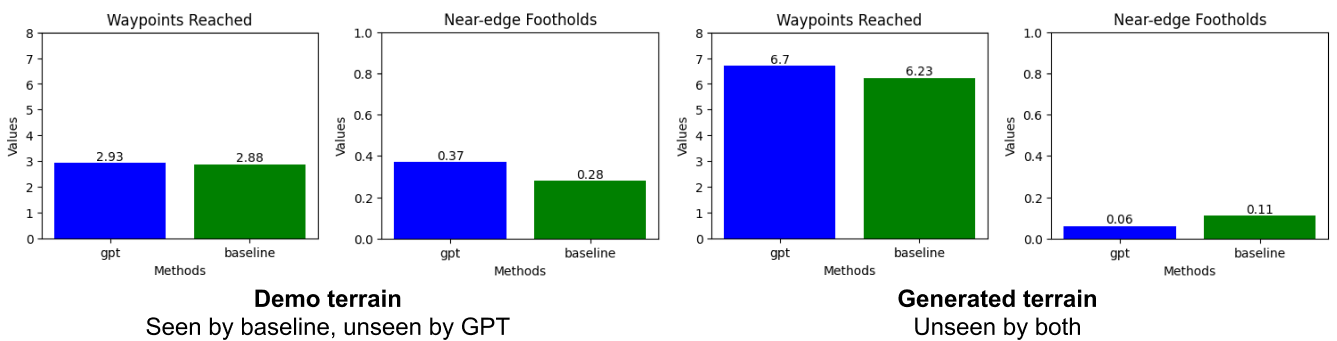 Waypoints Reached
8
7
6
5
4
3
2
1
0
Values
2.93
2.88
gpt
baseline
Methods
Near-edge Footholds
1.0
0.8
0.6
0.4
0.2
0.0
Values
0.37
0.28
gpt
baseline
Methods
Demo terrain
Seen by baseline, unseen by GPT
Waypoints Reached
8
7
6
5
4
3
2
1
0
Values
6.7
6.23
gpt
baseline
Methods
Near-edge Footholds
1.0
0.8
0.6
0.4
0.2
0.0
Values
0.06
0.11
gpt
baseline
Methods
Generated terrain
Unseen by both